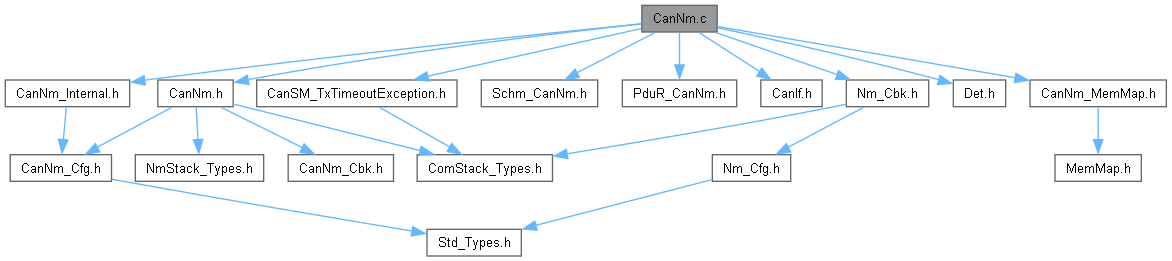 CanNm.c
CanNm_Internal.h
CanNm.h
CanSM_TxTimeoutException.h
Schm_CanNm.h
PduR_CanNm.h
CanIf.h
Nm_Cbk.h
Det.h
CanNm_MemMap.h
CanNm_Cfg.h
NmStack_Types.h
CanNm_Cbk.h
ComStack_Types.h
Nm_Cfg.h
MemMap.h
Std_Types.h